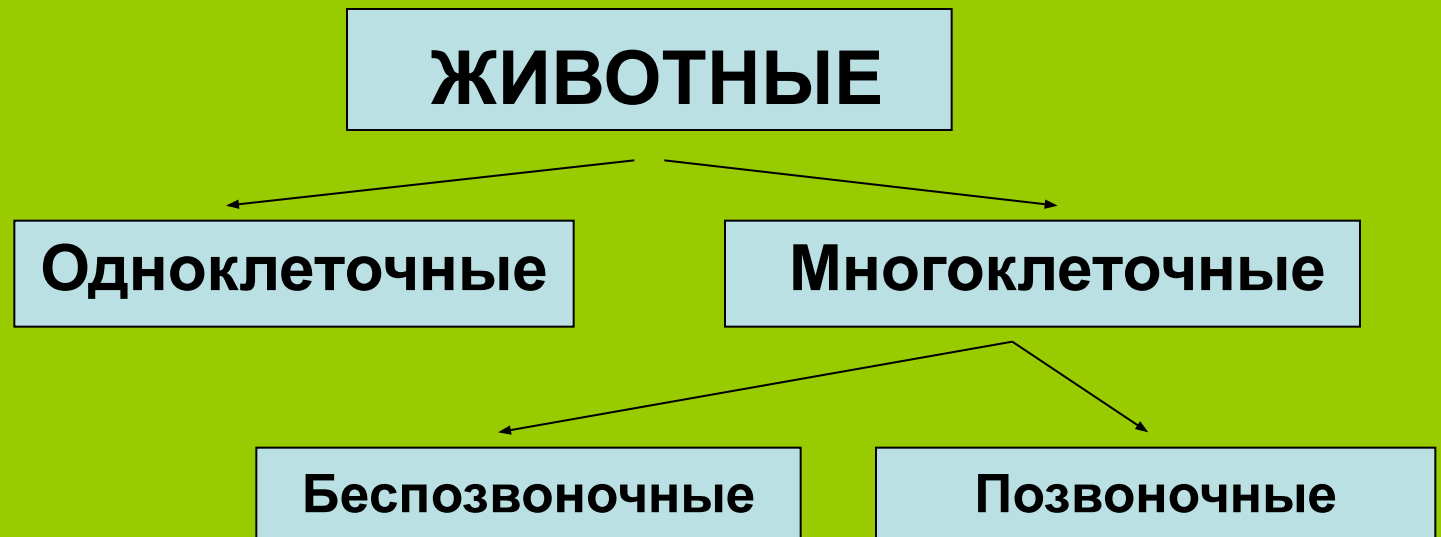 ЖИВОТНЫЕ
Одноклеточные
Многоклеточные
Беспозвоночные
Позвоночные